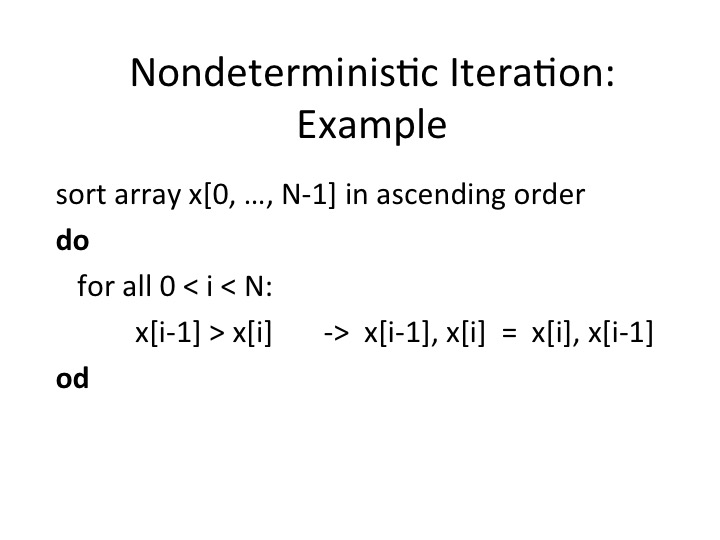 Nondeterministic Iteration:
Example
sort array x[0, …, N-1] in ascending order
do
for all 0 < i < N:
x[i-1] > x[i] -> x[i-1], x[i] = x[i], x[i-1]
od